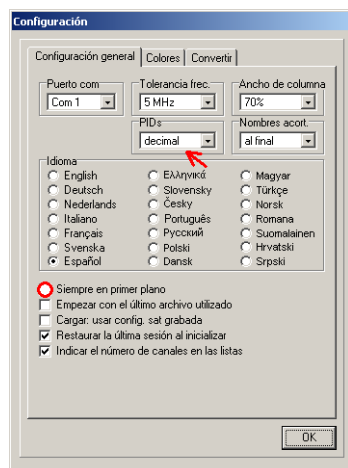 Configuración
Configuración general Colores Convertir
Puerto com Tolerancia frec. Ancho de columna
Com 1 5 MHz 70%
PIDs Nombres acort.
decimal al final
Idioma
English Ελληνικά Magyar
Deutsch Slovensky Türkçe
Nederlands Česky Norsk
Italiano Português Romana
Français Русский Suomalainen
Svenska Polski Hrvatski
Español Dansk Srpski
Siempre en primer plano
Empezar con el último archivo utilizado
Cargar: usar config. sat grabada
Restaurar la última sesión al inicializar
Indicar el número de canales en las listas
OK